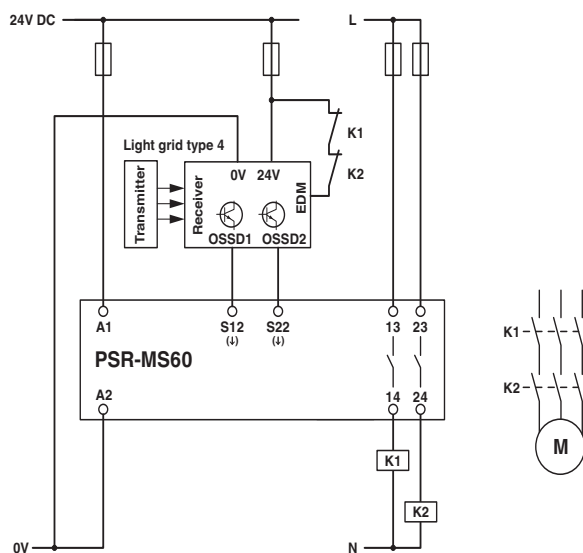 24V DC
L
K1
K2
Light grid type 4
Transmitter
Receiver
0V 24V
EDM
OSSD1 OSSD2
A1 S12 S22 13 23
(↓) (↓)
PSR-MS60
A2 14 24
K1
K2
M
K1
K2
0V
N